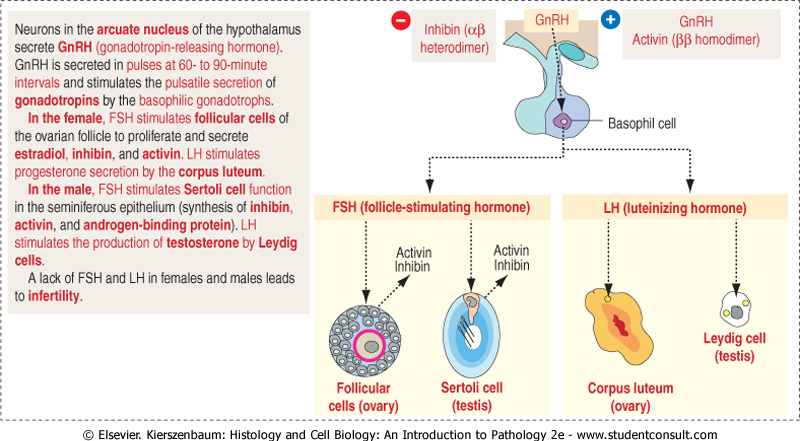 Neurons in the arcuate nucleus of the hypothalamus
secrete GnRH (gonadotropin-releasing hormone).
GnRH is secreted in pulses at 60- to 90-minute
intervals and stimulates the pulsatile secretion of
gonadotropins by the basophilic gonadotrophs.
In the female, FSH stimulates follicular cells of
the ovarian follicle to proliferate and secrete
estradiol, inhibin, and activin. LH stimulates
progesterone secretion by the corpus luteum.
In the male, FSH stimulates Sertoli cell function
in the seminiferous epithelium (synthesis of inhibin,
activin, and androgen-binding protein). LH
stimulates the production of testosterone by Leydig
cells.
A lack of FSH and LH in females and males leads
to infertility.
−
Inhibin (αβ
heterodimer)
GnRH
+
GnRH
Activin (ββ homodimer)
Basophil cell
FSH (follicle-stimulating hormone)
LH (luteinizing hormone)
Activin
Inhibin
Activin
Inhibin
Follicular
cells (ovary)
Sertoli cell
(testis)
Corpus luteum
(ovary)
Leydig cell
(testis)
© Elsevier. Kierszenbaum: Histology and Cell Biology: An Introduction to Pathology 2e - www.studentconsult.com